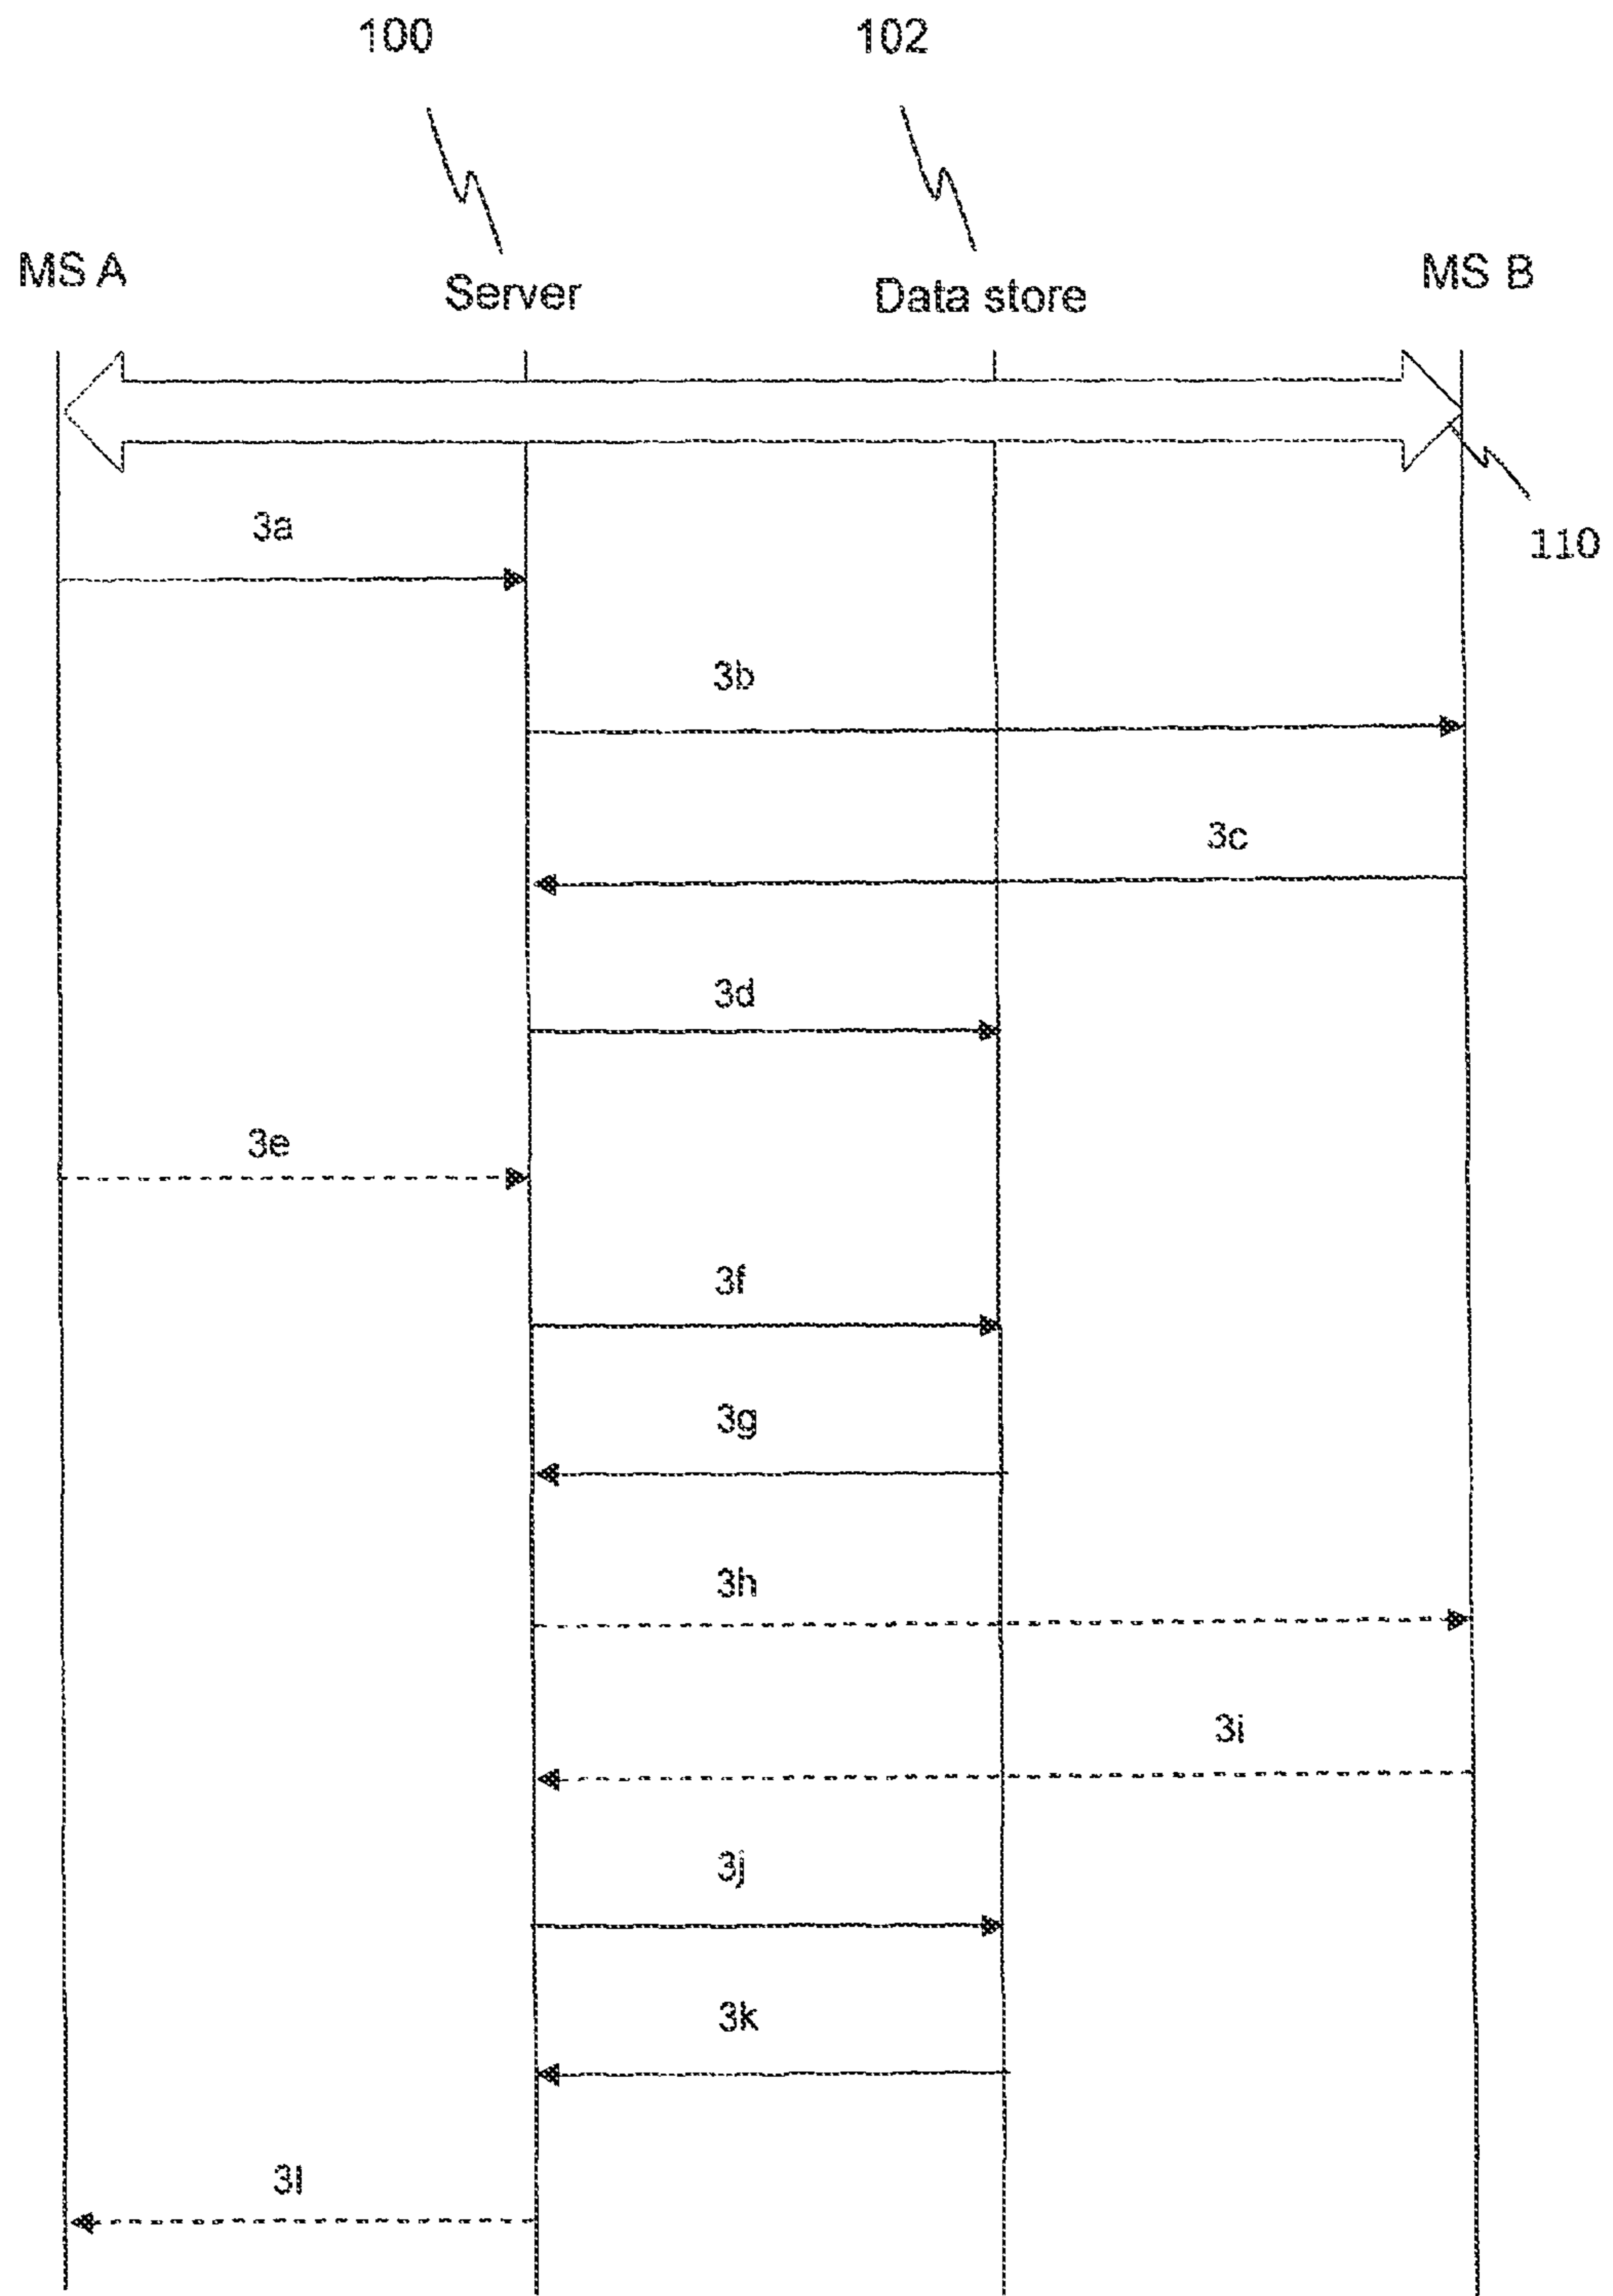 100
102
MS A
Server
Data store
MS B
110
3a
3b
3c
3d
3e
3f
3g
3h
3i
3j
3k
3l